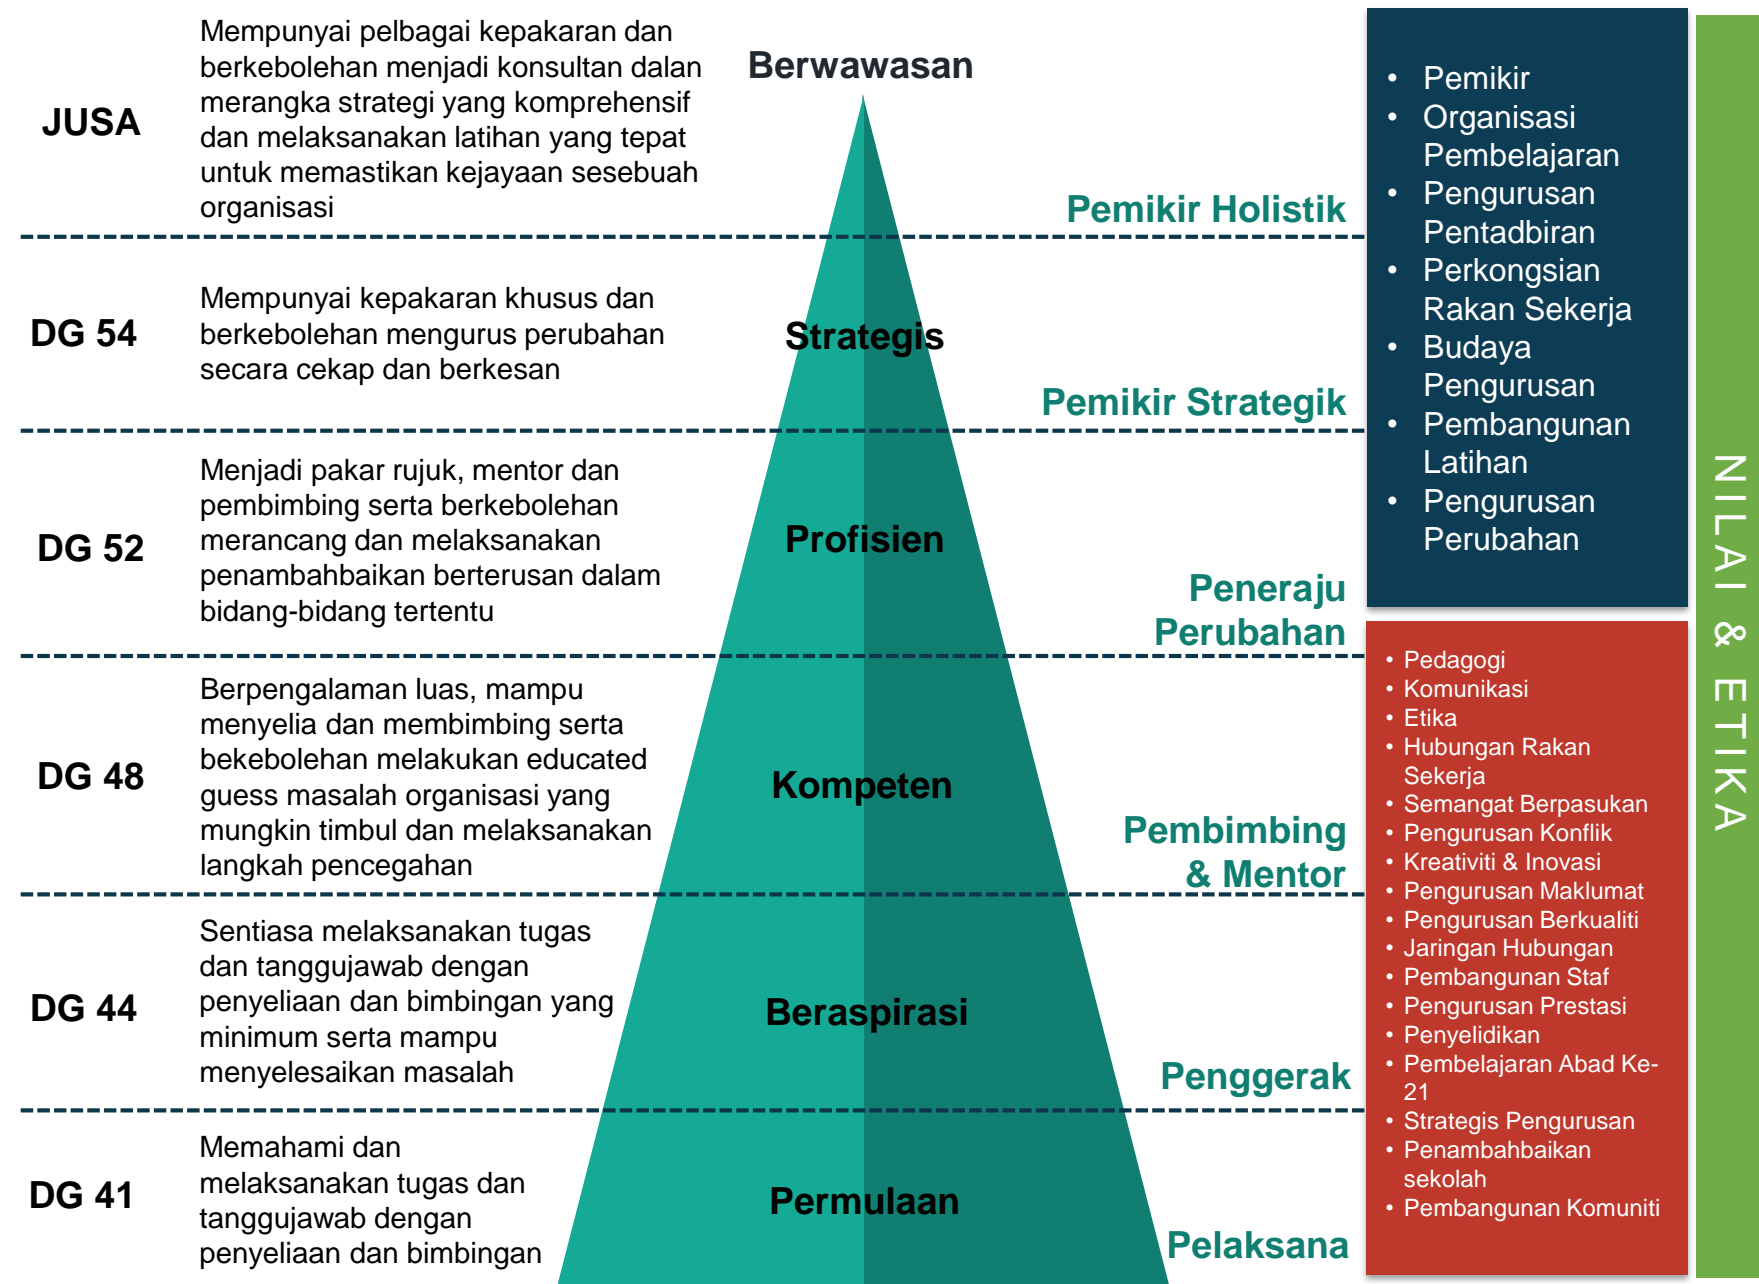 JUSA
Mempunyai pelbagai kepakaran dan
berkebolehan menjadi konsultan dalan
merangka strategi yang komprehensif
dan melaksanakan latihan yang tepat
untuk memastikan kejayaan sesebuah
organisasi
Berwawasan
Pemikir Holistik
DG 54
Mempunyai kepakaran khusus dan
berkebolehan mengurus perubahan
secara cekap dan berkesan
Strategis
Pemikir Strategik
DG 52
Menjadi pakar rujuk, mentor dan
pembimbing serta berkebolehan
merancang dan melaksanakan
penambahbaikan berterusan dalam
bidang-bidang tertentu
Profisien
Peneraju
Perubahan
DG 48
Berpengalaman luas, mampu
menyelia dan membimbing serta
bekebolehan melakukan educated
guess masalah organisasi yang
mungkin timbul dan melaksanakan
langkah pencegahan
Kompeten
Pembimbing
& Mentor
DG 44
Sentiasa melaksanakan tugas
dan tanggujawab dengan
penyeliaan dan bimbingan yang
minimum serta mampu
menyelesaikan masalah
Beraspirasi
Penggerak
DG 41
Memahami dan
melaksanakan tugas dan
tanggujawab dengan
penyeliaan dan bimbingan
Permulaan
Pelaksana
• Pemikir
• Organisasi
Pembelajaran
• Pengurusan
Pentadbiran
• Perkongsian
Rakan Sekerja
• Budaya
Pengurusan
• Pembangunan
Latihan
• Pengurusan
Perubahan
• Pedagogi
• Komunikasi
• Etika
• Hubungan Rakan
Sekerja
• Semangat Berpasukan
• Pengurusan Konflik
• Kreativiti & Inovasi
• Pengurusan Maklumat
• Pengurusan Berkualiti
• Jaringan Hubungan
• Pembangunan Staf
• Pengurusan Prestasi
• Penyelidikan
• Pembelajaran Abad Ke-
21
• Strategis Pengurusan
• Penambahbaikan
sekolah
• Pembangunan Komuniti
NILAI & ETIKA